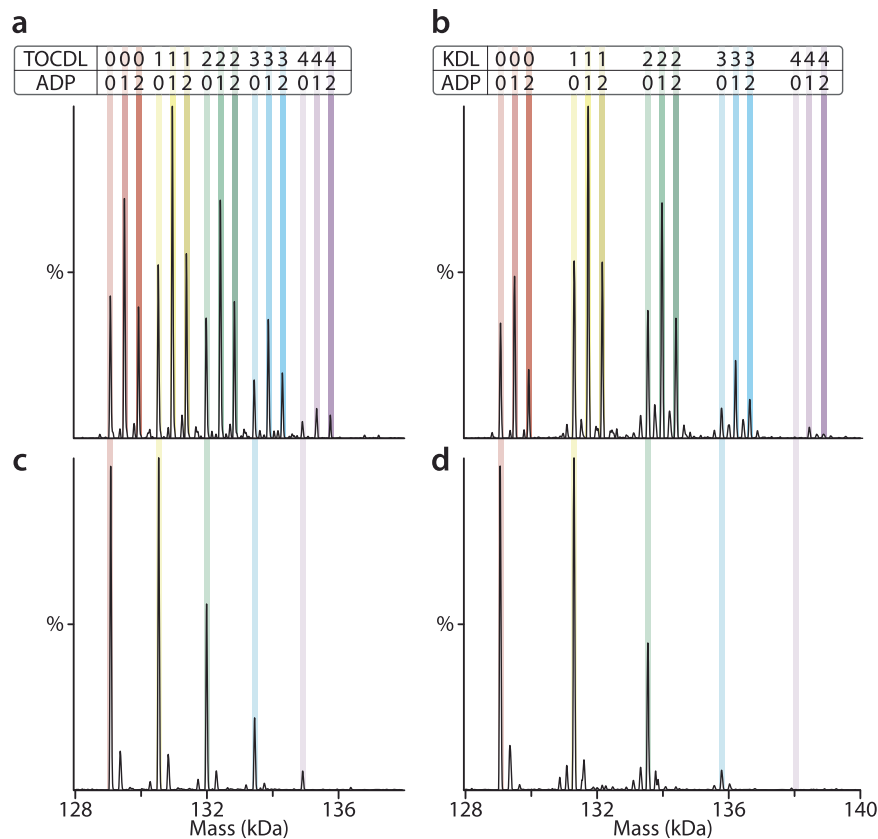 a
TOCDL 000 111 222 333 444
ADP 012 012 012 012 012
%
b
KDL 000 111 222 333 444
ADP 012 012 012 012 012
%
c
%
128 132 136
Mass (kDa)
d
%
128 132 136 140
Mass (kDa)